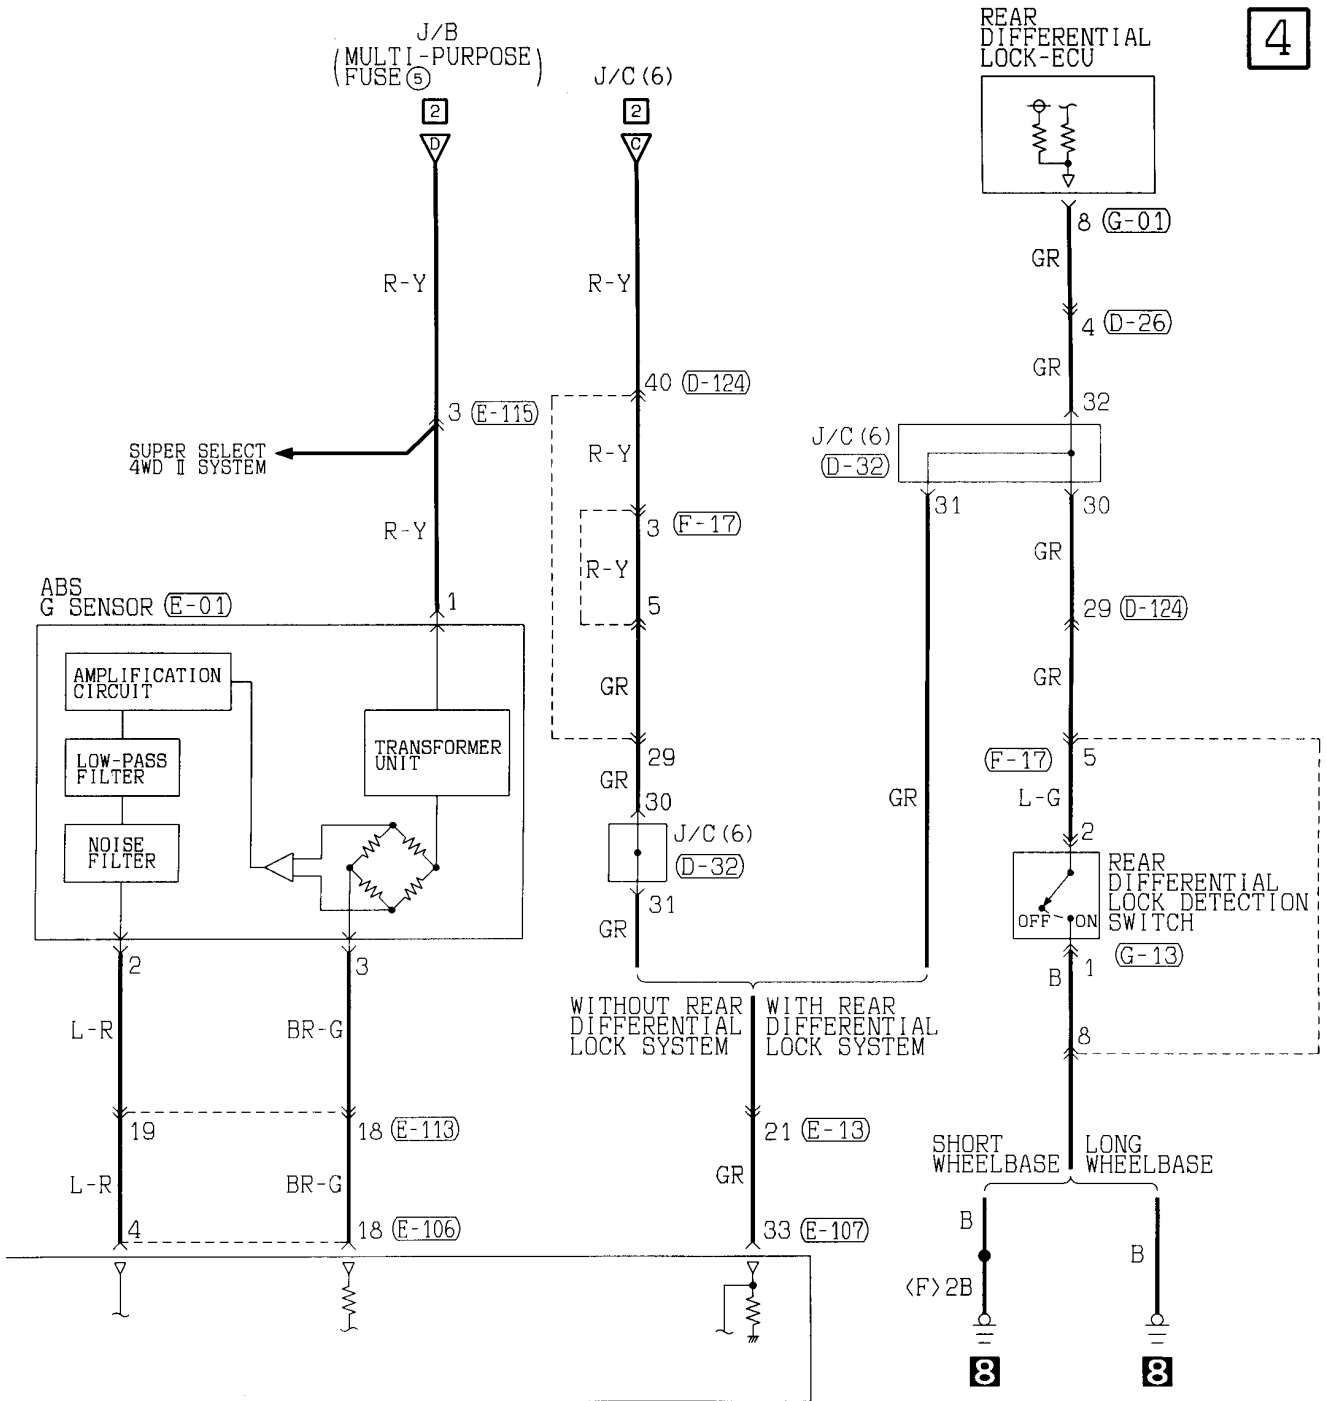 J/B
(MULTI-PURPOSE
FUSE⑤)
J/C(6)
REAR
DIFFERENTIAL
LOCK-ECU
4
2
2
D
C
8 (G-01)
GR
R-Y
R-Y
4 (D-26)
GR
40 (D-124)
32
3 (E-115)
SUPER SELECT
4WD Ⅱ SYSTEM
R-Y
J/C(6)
(D-32)
31
30
R-Y
3 (F-17)
GR
R-Y
ABS
G SENSOR (E-01)
1
5
29 (D-124)
AMPLIFICATION
CIRCUIT
GR
GR
LOW-PASS
FILTER
TRANSFORMER
UNIT
29
GR
30
(F-17)
5
GR
L-G
NOISE
FILTER
J/C(6)
(D-32)
2
REAR
DIFFERENTIAL
LOCK DETECTION
SWITCH
OFF
ON
(G-13)
31
GR
2
3
B
1
WITHOUT REAR
DIFFERENTIAL
LOCK SYSTEM
WITH REAR
DIFFERENTIAL
LOCK SYSTEM
L-R
BR-G
8
19
18 (E-113)
21 (E-13)
SHORT
WHEELBASE
LONG
WHEELBASE
L-R
BR-G
GR
4
18 (E-106)
33 (E-107)
B
B
<F>2B
8
8